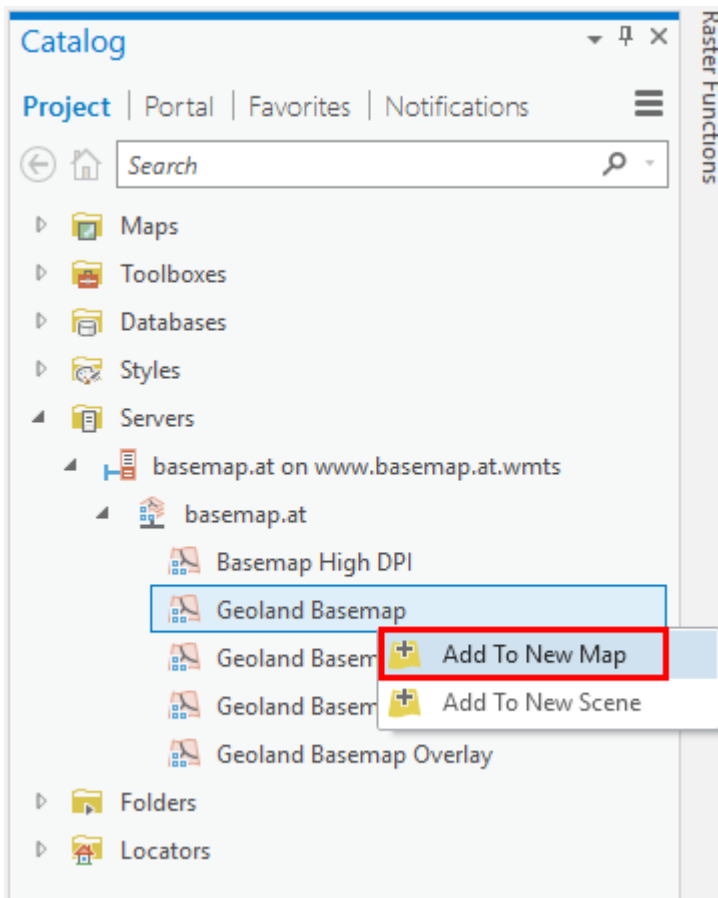 Catalog
Project | Portal | Favorites | Notifications
Search
Maps
Toolboxes
Databases
Styles
Servers
basemap.at on www.basemap.at.wmts
basemap.at
Basemap High DPI
Geoland Basemap
Geoland Basem
Add To New Map
Geoland Basem
Add To New Scene
Geoland Basemap Overlay
Folders
Locators
Raster Functions